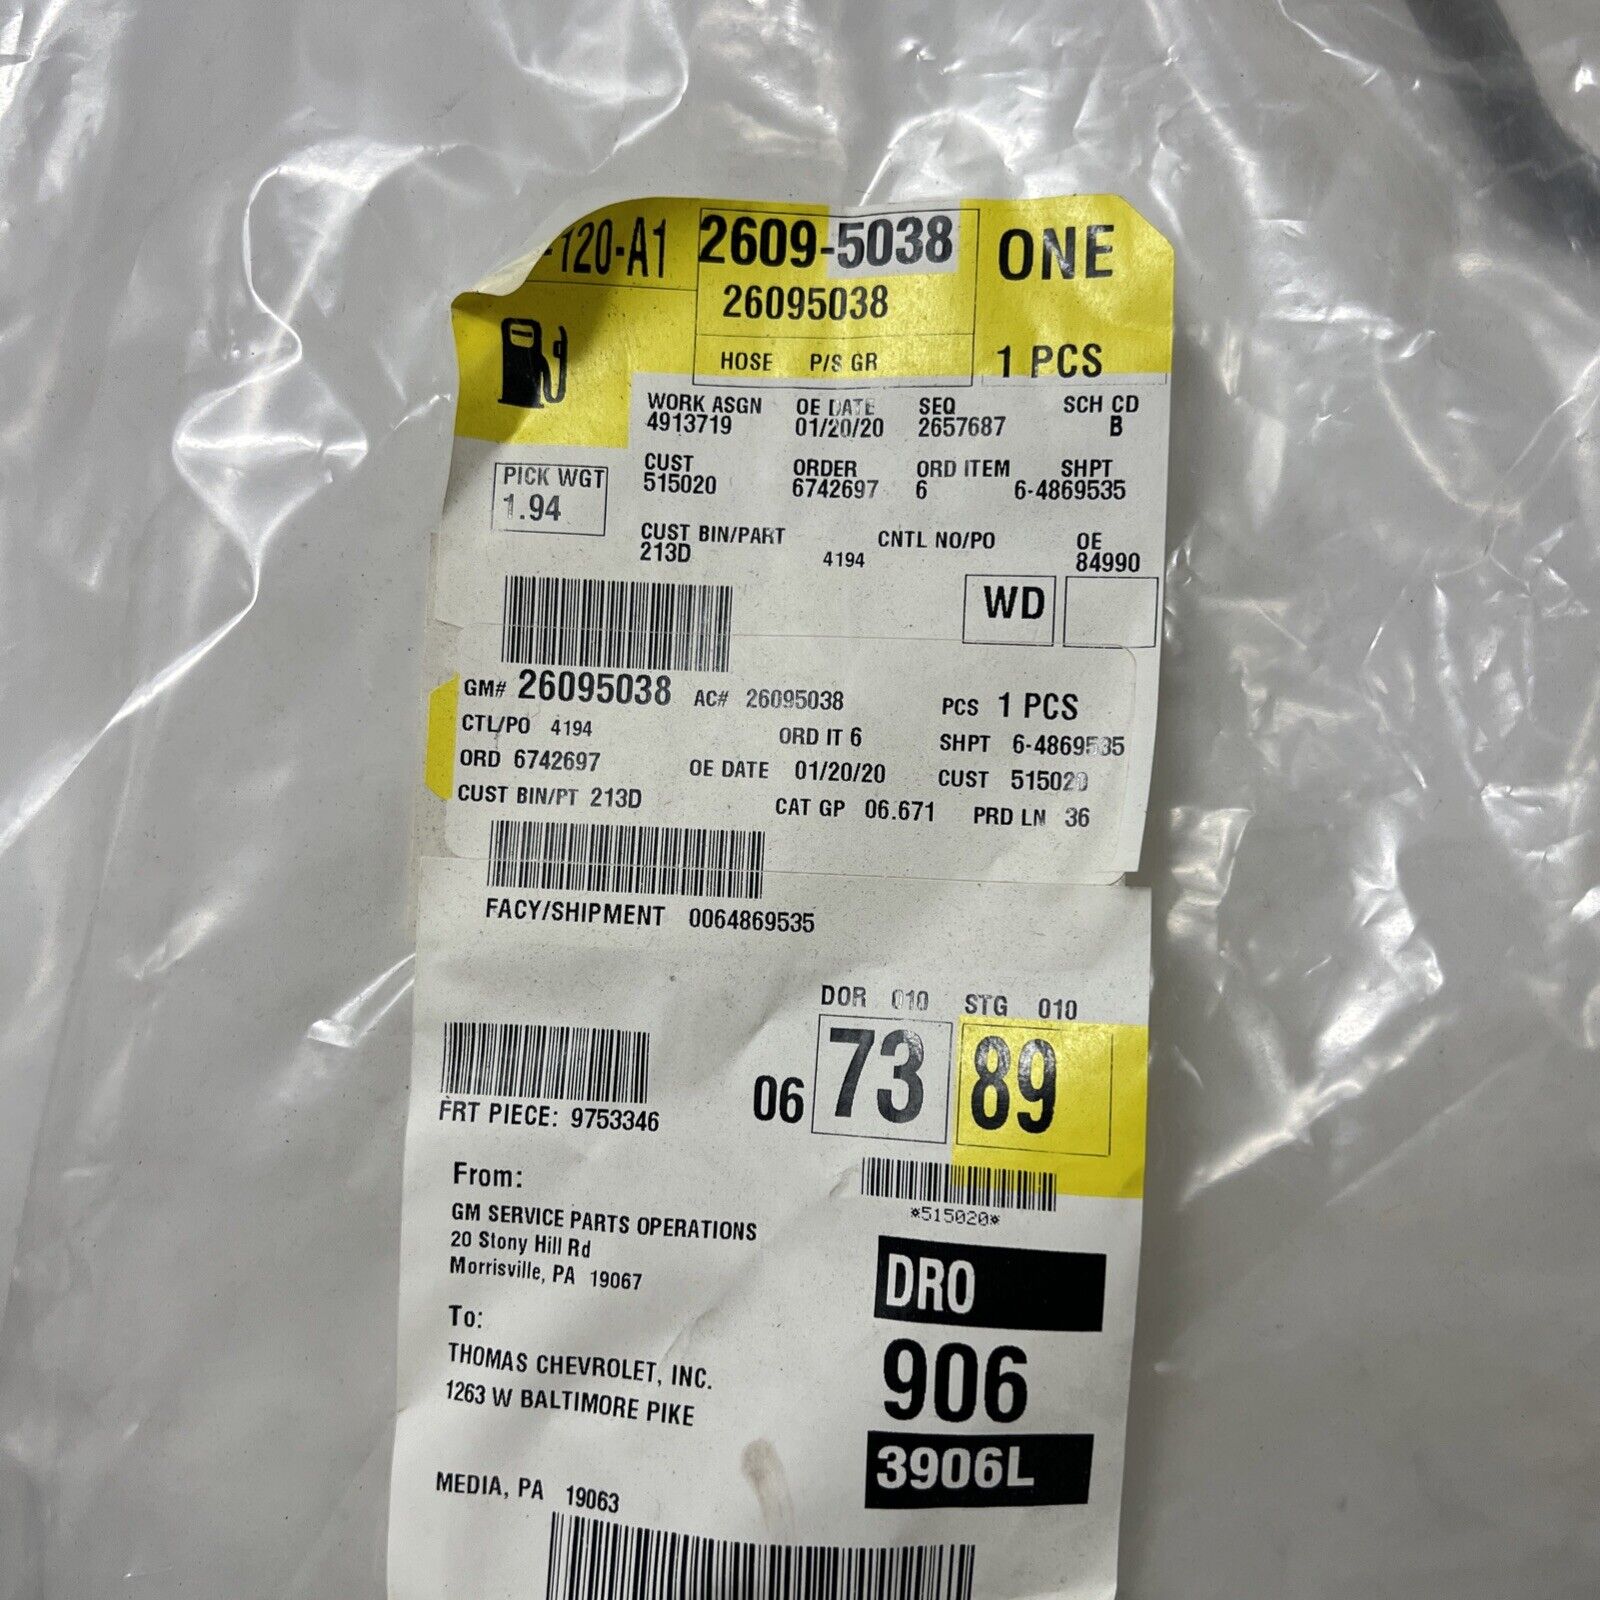 -120-A1 2609-5038 ONE
26095038
HOSE P/S GR 1 PCS
WORK ASGN OE DATE SEQ SCH CD
4913719 01/20/20 2657687 B
CUST ORDER ORD ITEM SHPT
515020 6742697 6 6-4869535
PICK WGT
1.94
CUST BIN/PART CNTL NO/PO OE
213D 4194 84990
WD
GM# 26095038 AC# 26095038 PCS 1 PCS
CTL/PO 4194 ORD IT 6 SHPT 6-4869535
ORD 6742697 OE DATE 01/20/20 CUST 515020
CUST BIN/PT 213D CAT GP 06.671 PRD LN 36
FACY/SHIPMENT 0064869535
DOR 010 STG 010
06 73 89
FRT PIECE: 9753346
*515020*
From:
GM SERVICE PARTS OPERATIONS
20 Stony Hill Rd
Morrisville, PA 19067
To:
THOMAS CHEVROLET, INC.
1263 W BALTIMORE PIKE
MEDIA, PA 19063
DRO
906
3906L